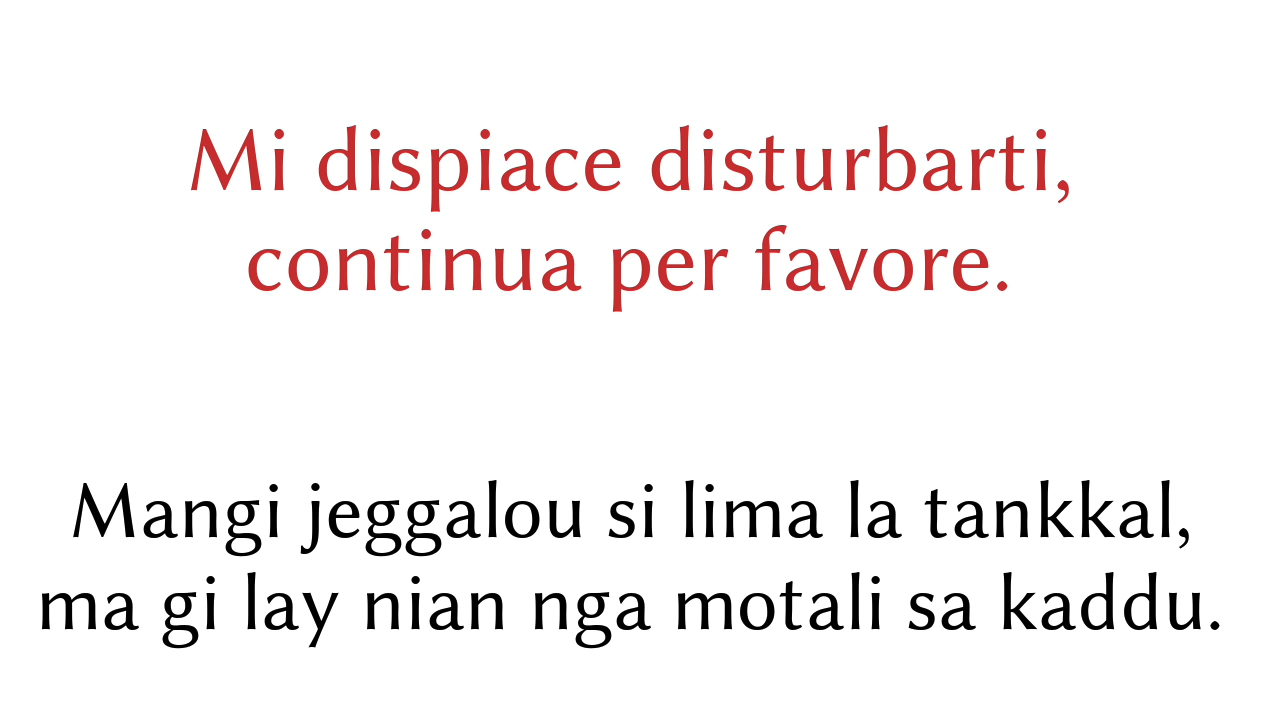 Mi dispiace disturbarti,
continua per favore.
Mangi jeggalou si lima la tankkal,
ma gi lay nian nga motali sa kaddu.